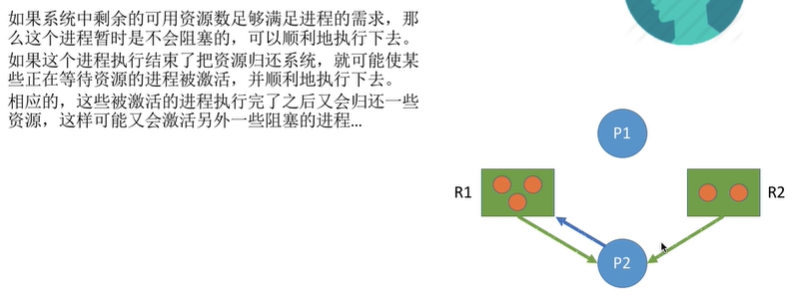 如果系统中剩余的可用资源数足够满足进程的需求，那
么这个进程暂时是不会阻塞的，可以顺利地执行下去。
如果这个进程执行结束了把资源归还系统，就可能使某
些正在等待资源的进程被激活，并顺利地执行下去。
相应的，这些被激活的进程执行完了之后又会归还一些
资源，这样可能又会激活另外一些阻塞的进程...
P1
R1
R2
P2